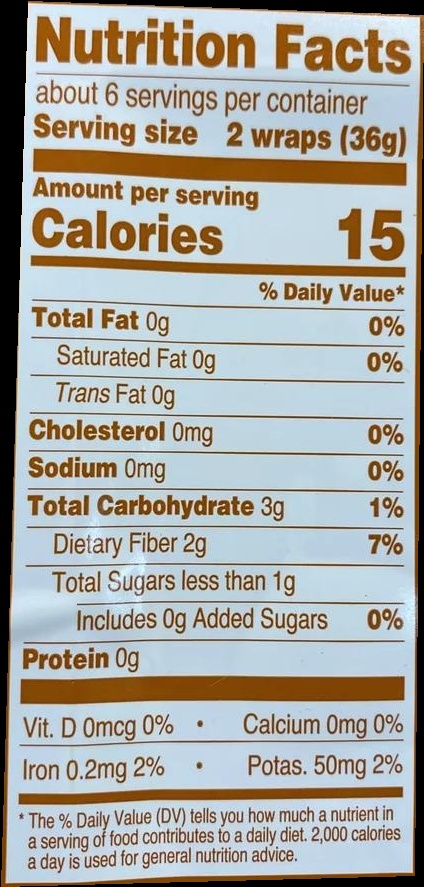 Nutrition Facts
about 6 servings per container
Serving size 2 wraps (36g)
Amount per serving
Calories 15
% Daily Value*
Total Fat 0g 0%
Saturated Fat 0g 0%
Trans Fat 0g
Cholesterol 0mg 0%
Sodium 0mg 0%
Total Carbohydrate 3g 1%
Dietary Fiber 2g 7%
Total Sugars less than 1g
Includes 0g Added Sugars 0%
Protein 0g
Vit. D 0mcg 0% • Calcium 0mg 0%
Iron 0.2mg 2% • Potas. 50mg 2%
* The % Daily Value (DV) tells you how much a nutrient in
a serving of food contributes to a daily diet. 2,000 calories
a day is used for general nutrition advice.